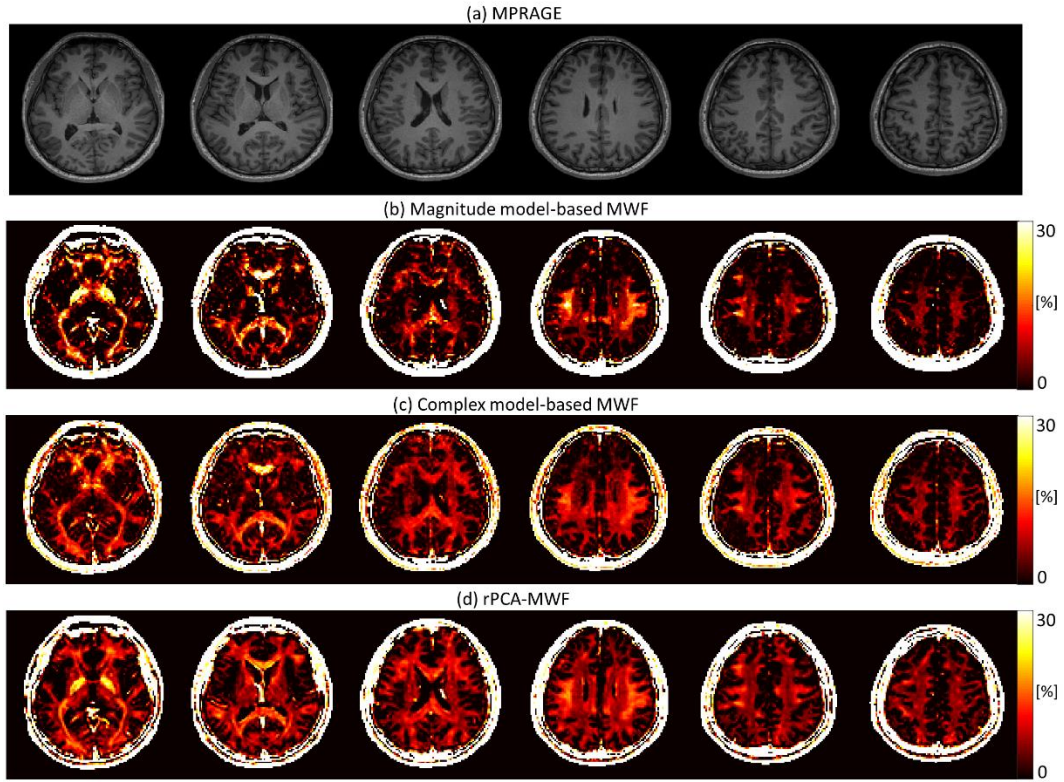 (a) MPRAGE
(b) Magnitude model-based MWF
30
[%]
0
(c) Complex model-based MWF
30
[%]
0
(d) rPCA-MWF
30
[%]
0